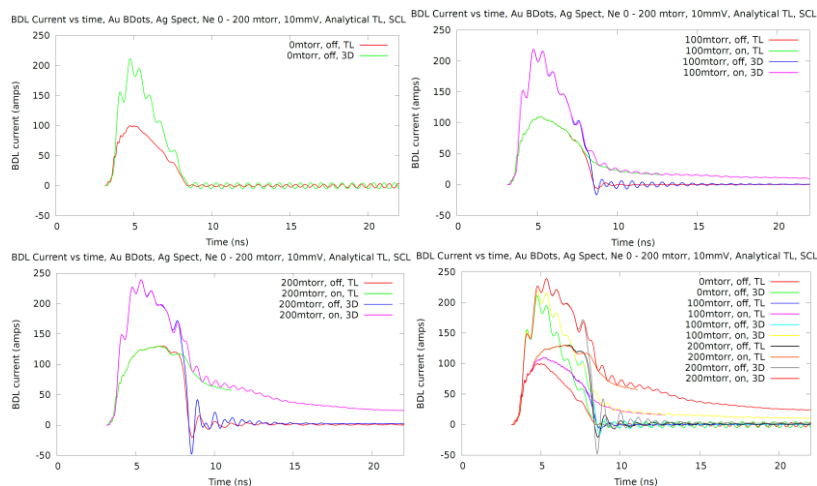 BDL Current vs time, Au BDots, Ag Spect, Ne 0 - 200 mtorr, 10mmV, Analytical TL, SCL
250
200
150
100
50
0
-50
0
5
10
15
20
BDL current (amps)
Time (ns)
0mtorr, off, TL
0mtorr, off, 3D
BDL Current vs time, Au BDots, Ag Spect, Ne 0 - 200 mtorr, 10mmV, Analytical TL, SCL
250
200
150
100
50
0
-50
0
5
10
15
20
BDL current (amps)
Time (ns)
100mtorr, off, TL
100mtorr, on, TL
100mtorr, off, 3D
100mtorr, on, 3D
BDL Current vs time, Au BDots, Ag Spect, Ne 0 - 200 mtorr, 10mmV, Analytical TL, SCL
250
200
150
100
50
0
-50
0
5
10
15
20
BDL current (amps)
Time (ns)
200mtorr, off, TL
200mtorr, on, TL
200mtorr, off, 3D
200mtorr, on, 3D
BDL Current vs time, Au BDots, Ag Spect, Ne 0 - 200 mtorr, 10mmV, Analytical TL, SCL
250
200
150
100
50
0
-50
0
5
10
15
20
BDL current (amps)
Time (ns)
0mtorr, off, TL
0mtorr, off, 3D
100mtorr, off, TL
100mtorr, on, TL
100mtorr, off, 3D
100mtorr, on, 3D
200mtorr, off, TL
200mtorr, on, TL
200mtorr, off, 3D
200mtorr, on, 3D